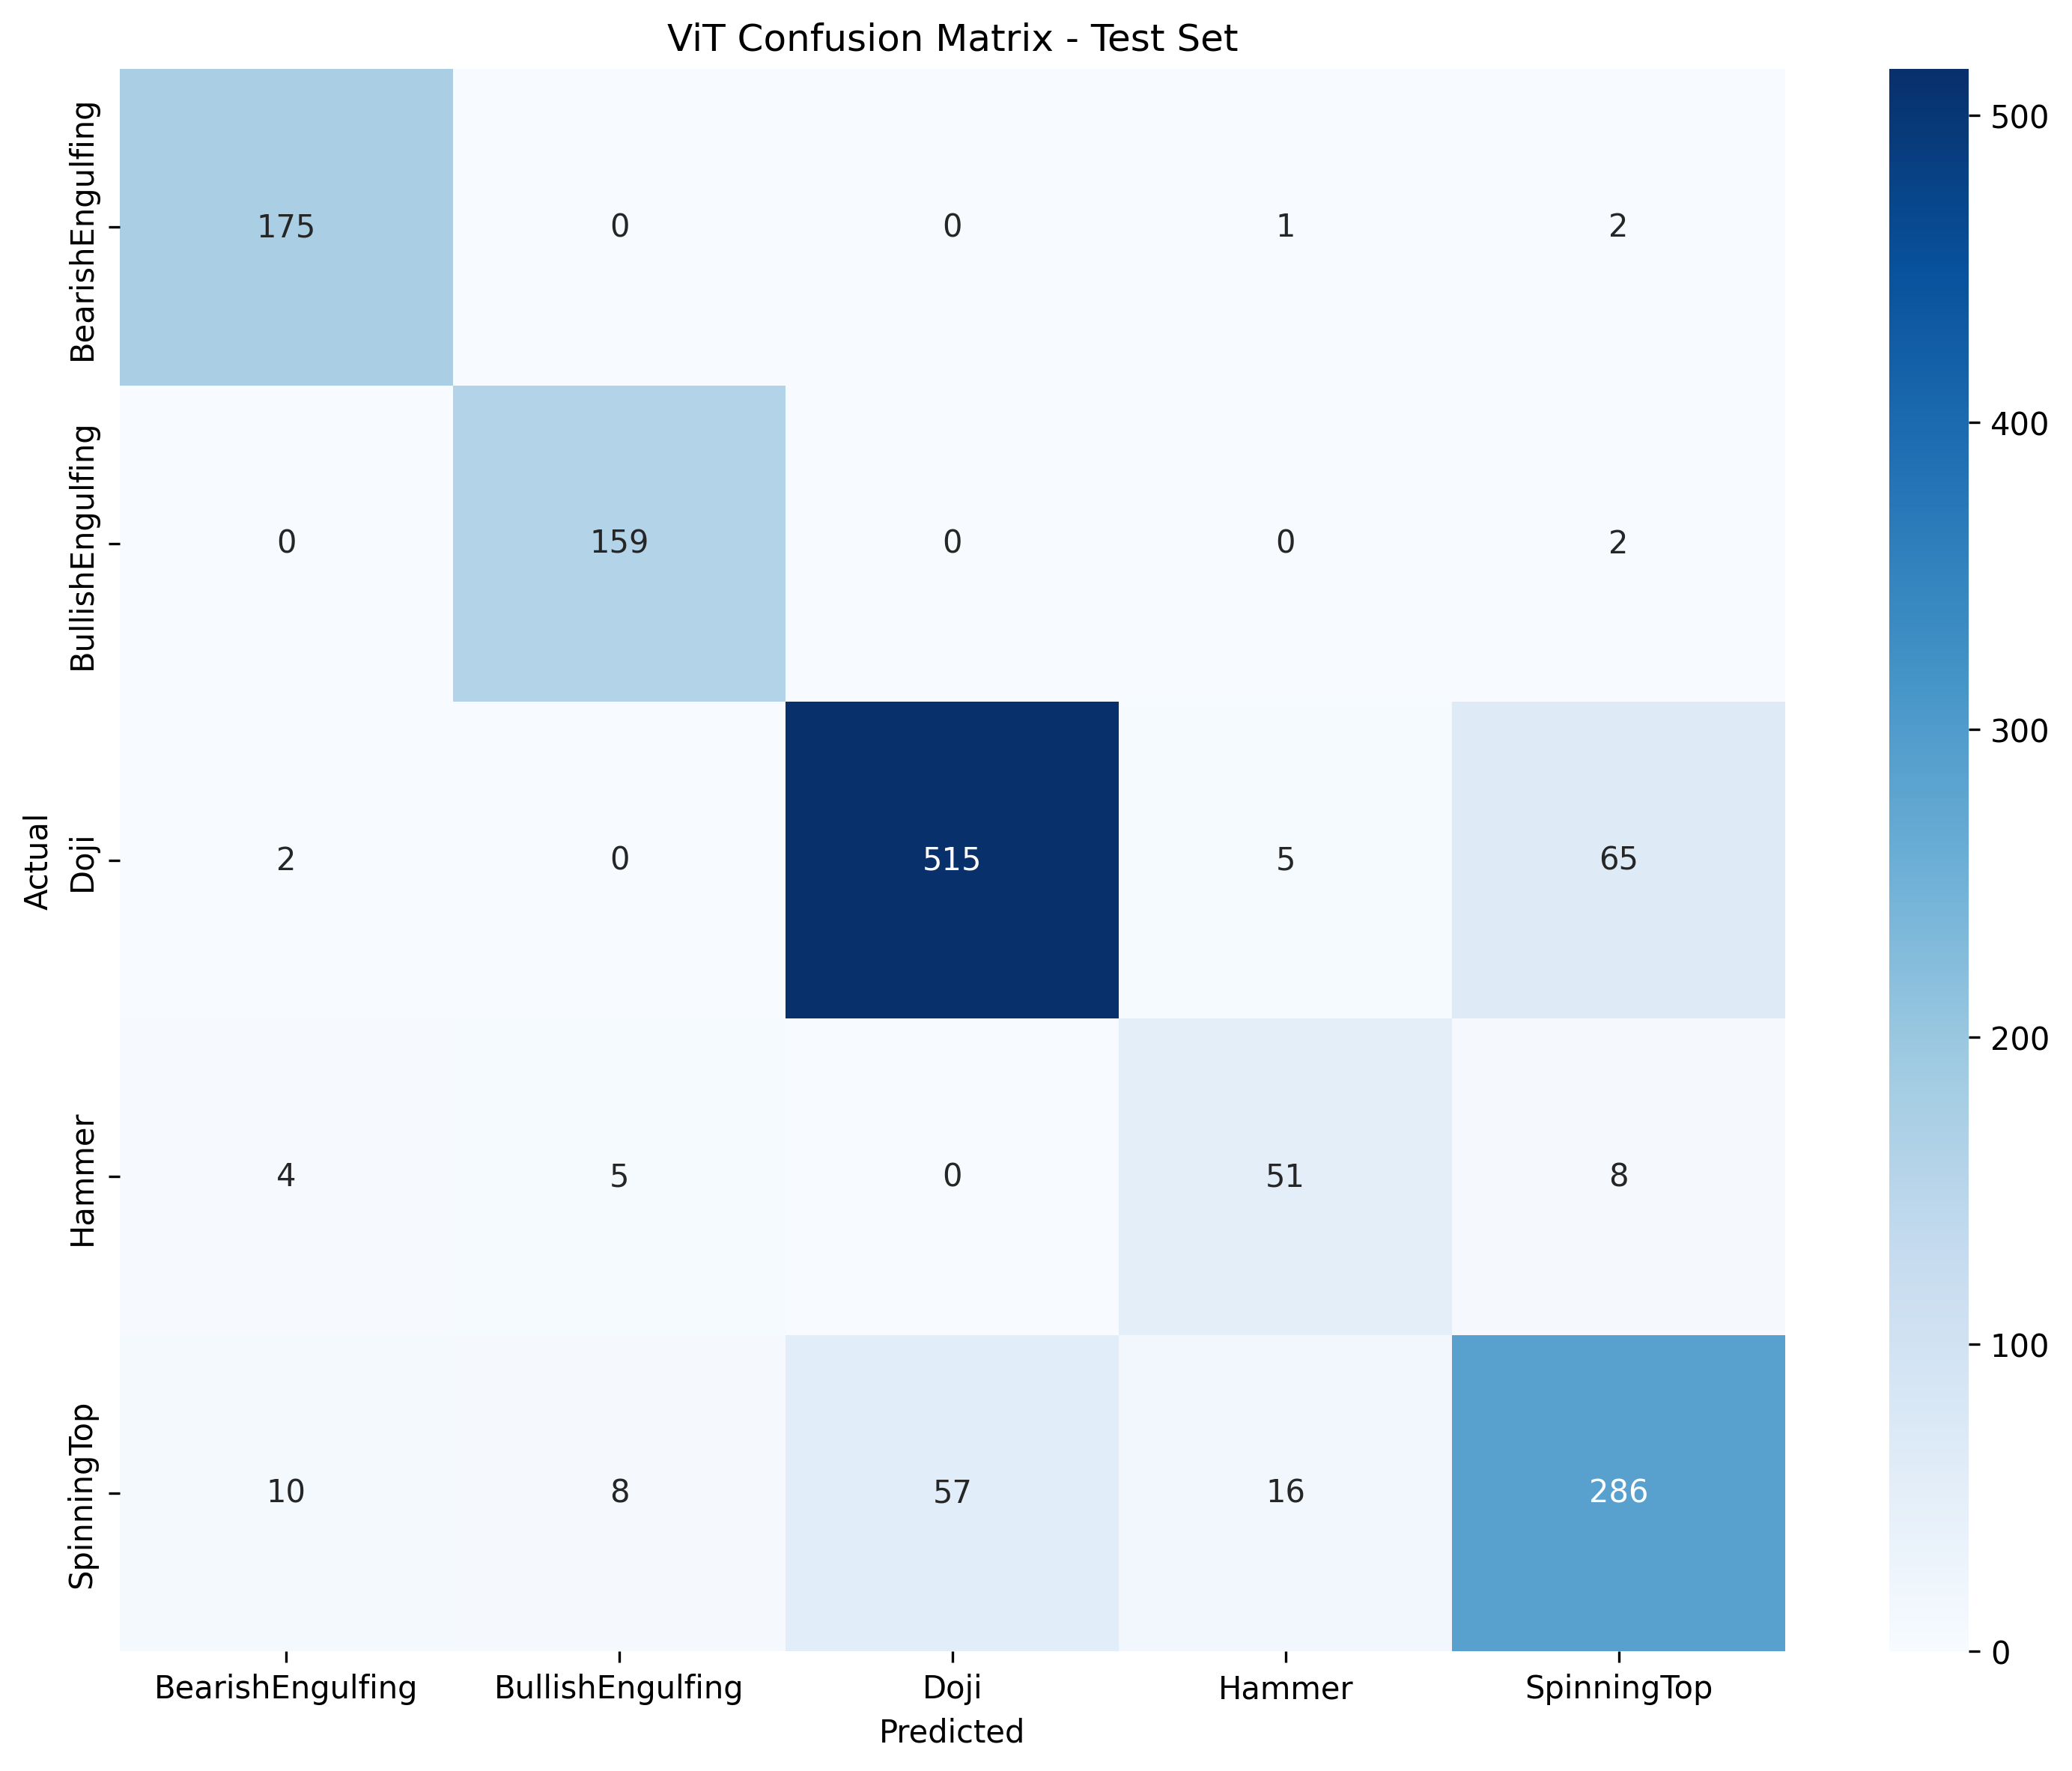 ViT Confusion Matrix - Test Set
BearishEngulfing 175 0 0 1 2
BullishEngulfing 0 159 0 0 2
Doji 2 0 515 5 65
Hammer 4 5 0 51 8
SpinningTop 10 8 57 16 286
Actual
BearishEngulfing BullishEngulfing Doji Hammer SpinningTop
Predicted
500
400
300
200
100
0